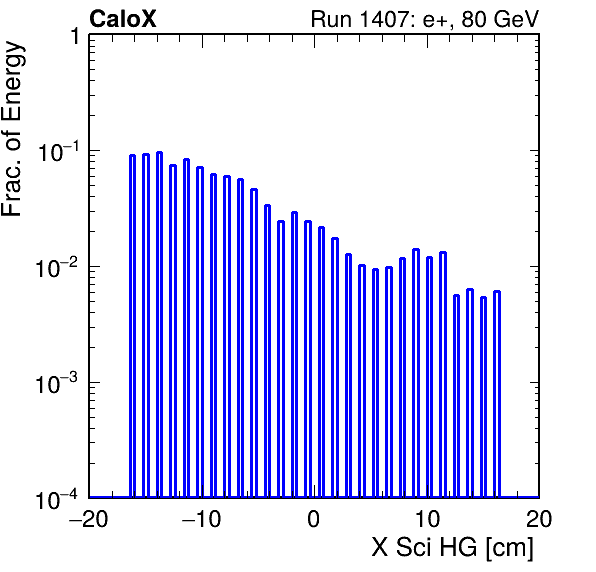 CaloX Run 1407: e+, 80 GeV
Frac. of Energy
1
10⁻¹
10⁻²
10⁻³
10⁻⁴
−20 −10 0 10 20
X Sci HG [cm]